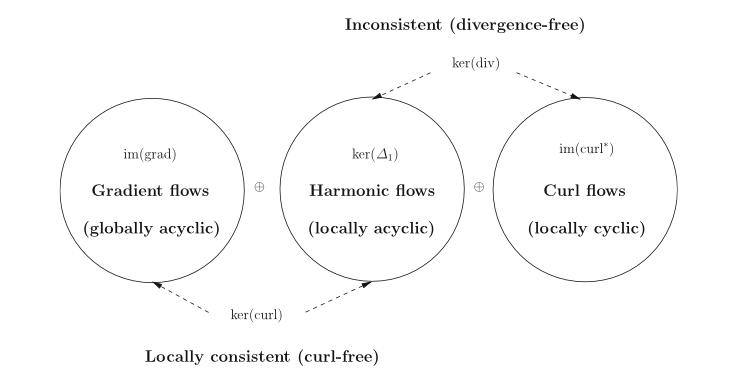 Inconsistent (divergence-free)
ker(div)
im(grad)
Gradient flows
(globally acyclic)
⊕
ker(Δ₁)
Harmonic flows
(locally acyclic)
⊕
im(curl*)
Curl flows
(locally cyclic)
ker(curl)
Locally consistent (curl-free)